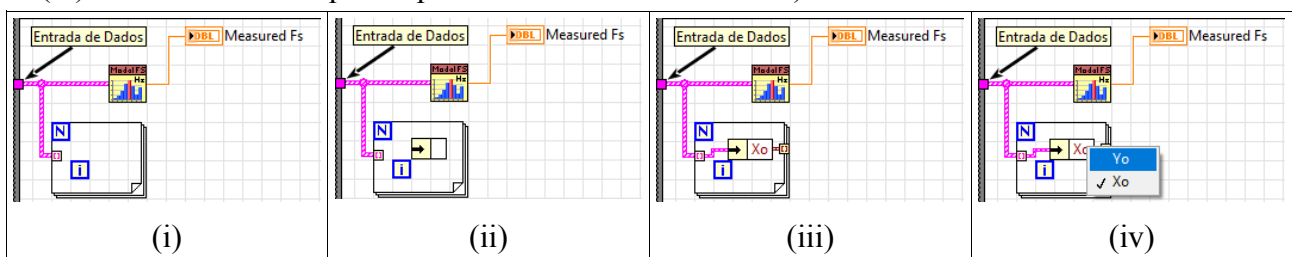 Entrada de Dados DBL Measured Fs
Modal FS
Hz
N
i
(i)
Entrada de Dados DBL Measured Fs
Modal FS
Hz
N
i
(ii)
Entrada de Dados DBL Measured Fs
Modal FS
Hz
N
Xo
i
(iii)
Entrada de Dados DBL Measured Fs
Modal FS
Hz
N
Yo
i
Xo
(iv)